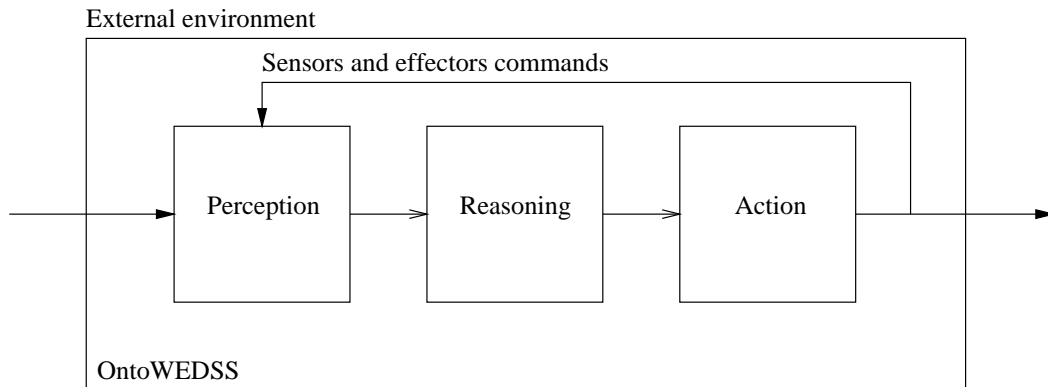 External environment
Sensors and effectors commands
Perception
Reasoning
Action
OntoWEDSS